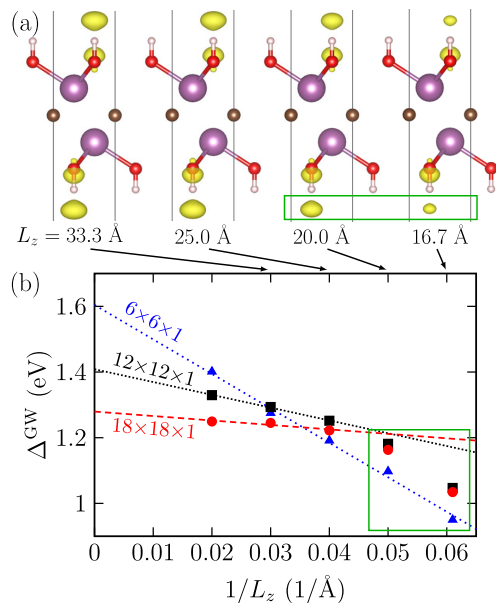 (a)
L_z = 33.3 Å 25.0 Å 20.0 Å 16.7 Å
(b)
1.6
1.4
1.2
1
Δ^GW (eV)
6×6×1
12×12×1
18×18×1
0 0.01 0.02 0.03 0.04 0.05 0.06
1/L_z (1/Å)